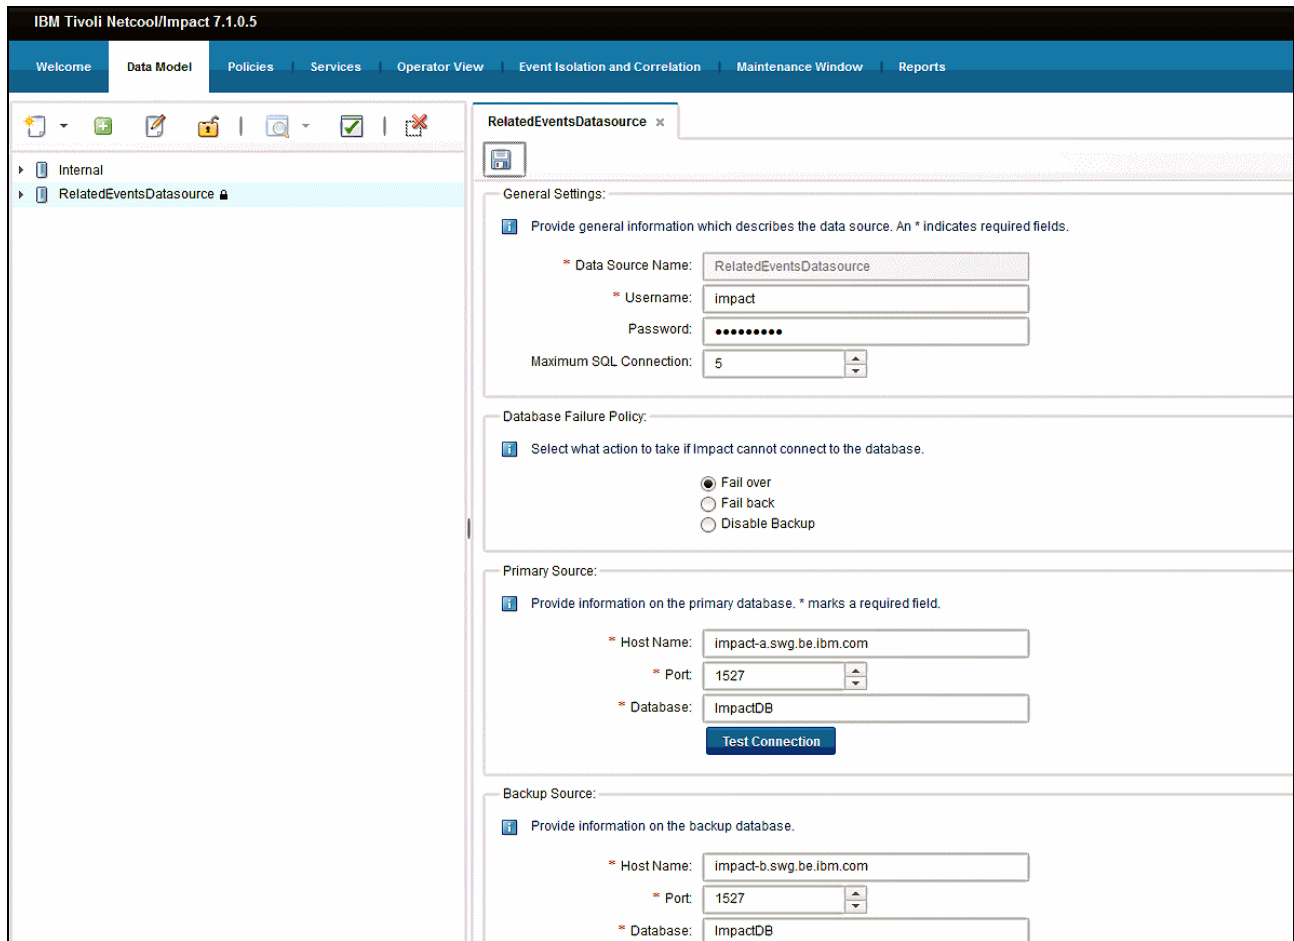 IBM Tivoli Netcool/Impact 7.1.0.5
Welcome Data Model Policies Services Operator View Event Isolation and Correlation Maintenance Window Reports
Internal
RelatedEventsDatasource
RelatedEventsDatasource ×
General Settings:
Provide general information which describes the data source. An * indicates required fields.
* Data Source Name: RelatedEventsDatasource
* Username: impact
Password: •••••••••
Maximum SQL Connection: 5
Database Failure Policy:
Select what action to take if Impact cannot connect to the database.
Fail over
Fail back
Disable Backup
Primary Source:
Provide information on the primary database. * marks a required field.
* Host Name: impact-a.swg.be.ibm.com
* Port: 1527
* Database: ImpactDB
Test Connection
Backup Source:
Provide information on the backup database.
* Host Name: impact-b.swg.be.ibm.com
* Port: 1527
* Database: ImpactDB